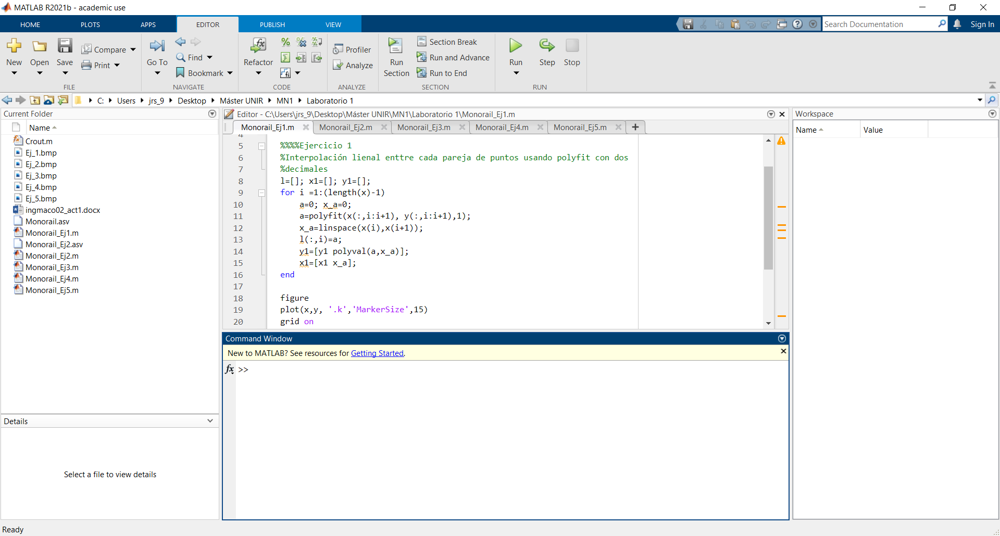 MATLAB R2021b - academic use
HOME PLOTS APPS EDITOR PUBLISH VIEW
Search Documentation
Sign In
New
Open
Save
Compare
Print
FILE
Go To
Find
Bookmark
NAVIGATE
Refactor
CODE
Profiler
Analyze
ANALYZE
Run
Section
Section Break
Run and Advance
Run to End
SECTION
Run
Step
Stop
RUN
C: Users jrs_9 Desktop Máster UNIR MN1 Laboratorio 1
Current Folder
Name
Crout.m
Ej_1.bmp
Ej_2.bmp
Ej_3.bmp
Ej_4.bmp
Ej_5.bmp
ingmaco02_act1.docx
Monorail.asv
Monorail_Ej1.m
Monorail_Ej2.asv
Monorail_Ej2.m
Monorail_Ej3.m
Monorail_Ej4.m
Monorail_Ej5.m
Details
Select a file to view details
Editor - C:\Users\jrs_9\Desktop\Máster UNIR\MN1\Laboratorio 1\Monorail_Ej1.m
Monorail_Ej1.m Monorail_Ej2.m Monorail_Ej3.m Monorail_Ej4.m Monorail_Ej5.m +
4
5 %%%%Ejercicio 1
6 %Interpolación lienal enttre cada pareja de puntos usando polyfit con dos
7 %decimales
8 l=[]; x1=[]; y1=[];
9 for i =1:(length(x)-1)
10 a=0; x_a=0;
11 a=polyfit(x(:,i:i+1), y(:,i:i+1),1);
12 x_a=linspace(x(i),x(i+1));
13 l(:,i)=a;
14 y1=[y1 polyval(a,x_a)];
15 x1=[x1 x_a];
16 end
17
18 figure
19 plot(x,y, '.k','MarkerSize',15)
20 grid on
Command Window
New to MATLAB? See resources for Getting Started.
fx >>
Workspace
Name Value
Ready